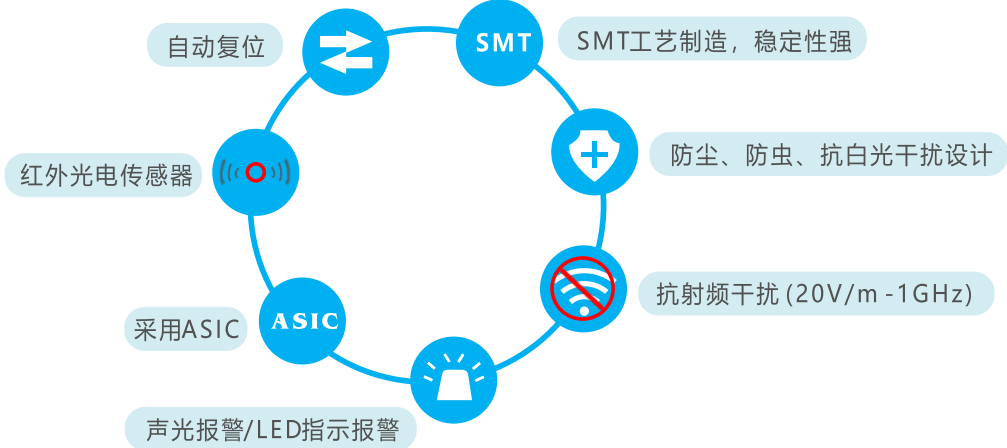 自动复位
SMT
SMT工艺制造，稳定性强
防尘、防虫、抗白光干扰设计
红外光电传感器
抗射频干扰(20V/m-1GHz)
采用ASIC
ASIC
声光报警/LED指示报警